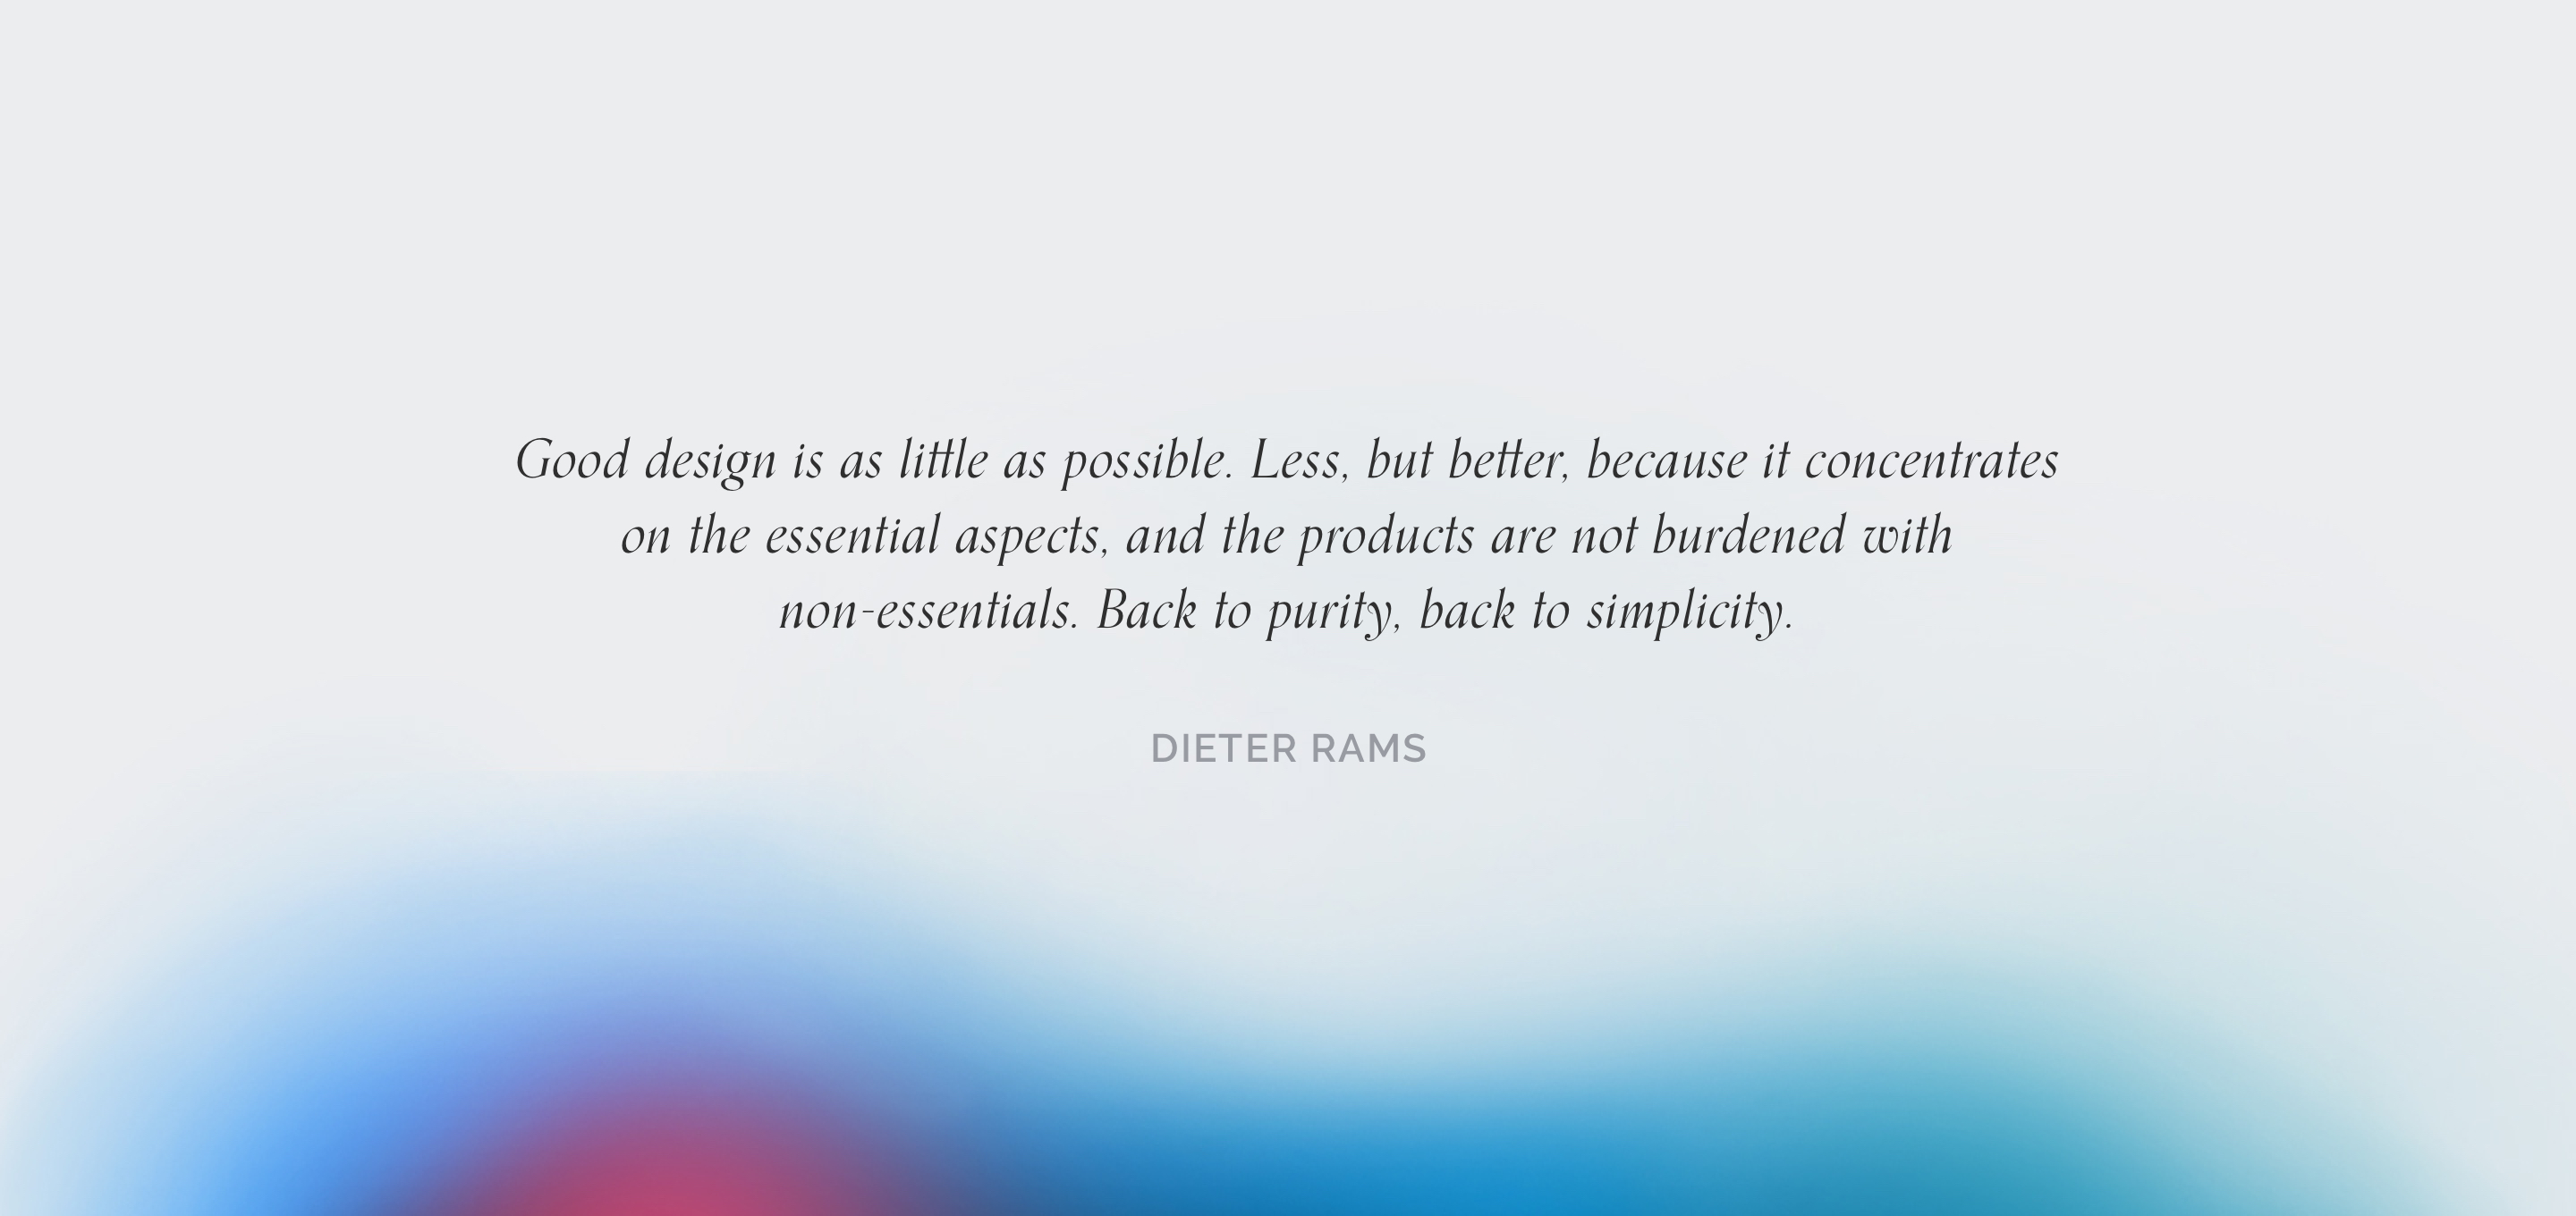 Good design is as little as possible. Less, but better, because it concentrates
on the essential aspects, and the products are not burdened with
non-essentials. Back to purity, back to simplicity.
DIETER RAMS